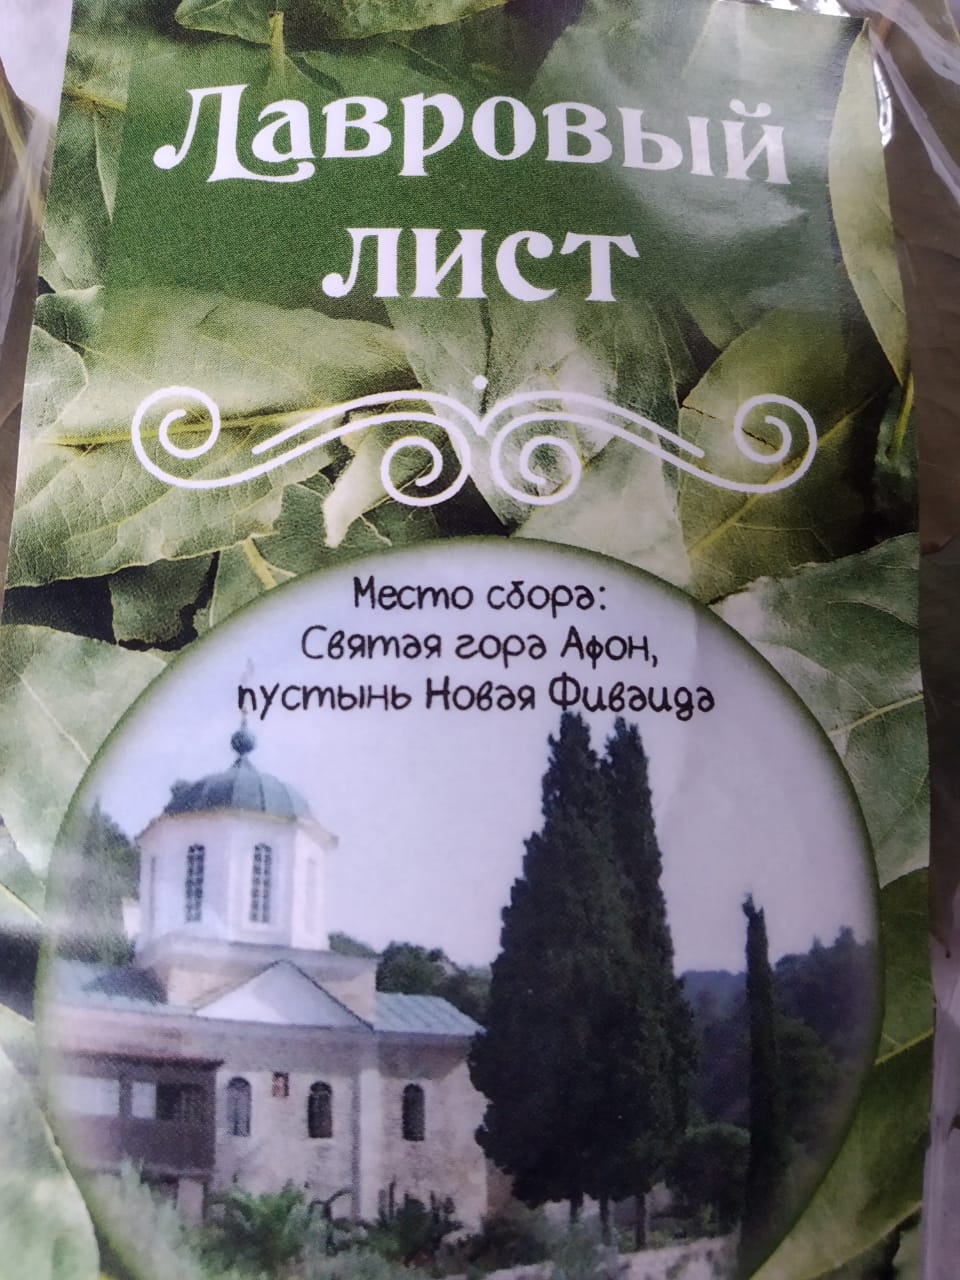 Лавровый
лист
Место сбора:
Святая гора Афон,
пустынь Новая Фиваида